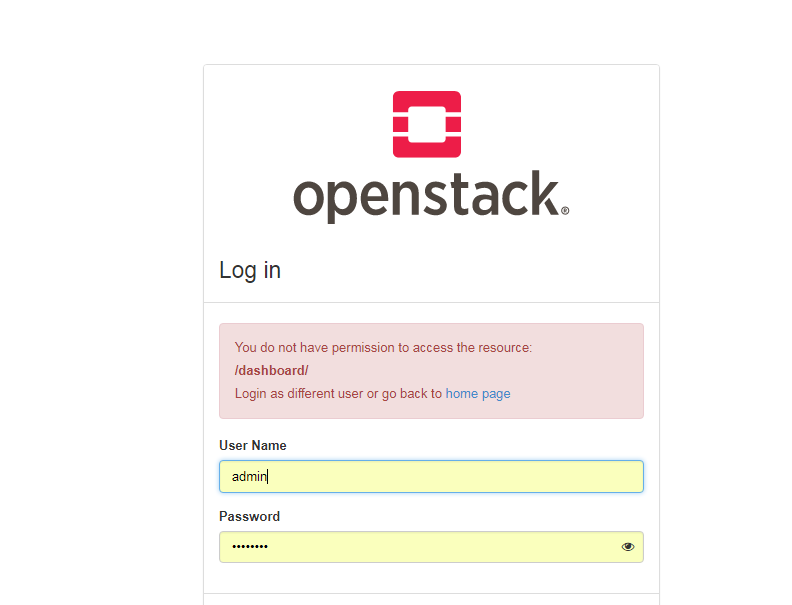 openstack®
Log in
You do not have permission to access the resource:
/dashboard/
Login as different user or go back to home page
User Name
admin
Password
••••••••